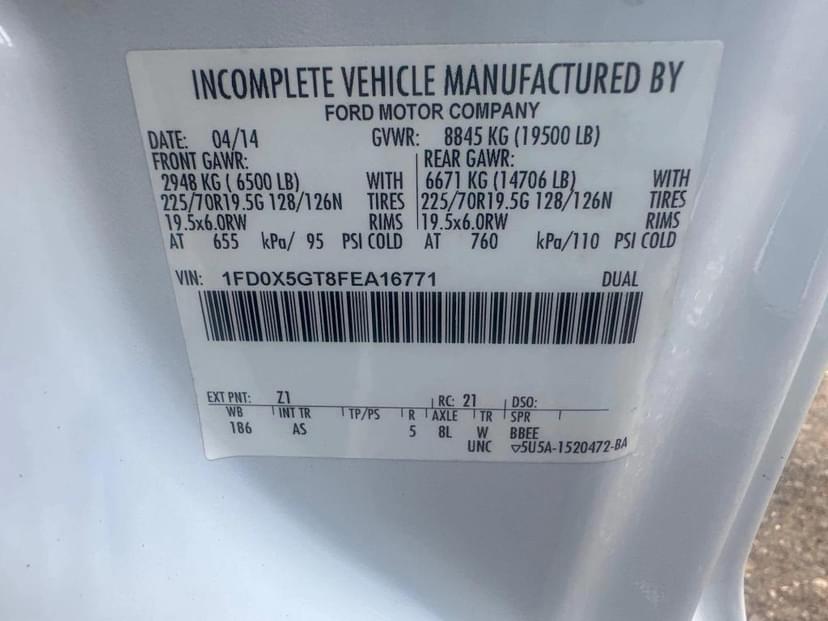 INCOMPLETE VEHICLE MANUFACTURED BY
FORD MOTOR COMPANY
DATE: 04/14 GVWR: 8845 KG (19500 LB)
FRONT GAWR: REAR GAWR:
2948 KG ( 6500 LB) WITH 6671 KG (14706 LB) WITH
225/70R19.5G 128/126N TIRES 225/70R19.5G 128/126N TIRES
19.5x6.0RW RIMS 19.5x6.0RW RIMS
AT 655 kPa/ 95 PSI COLD AT 760 kPa/110 PSI COLD
VIN: 1FD0X5GT8FEA16771 DUAL
EXT PNT: Z1 RC: 21 DSO:
WB INT TR TP/PS R AXLE TR SPR
186 AS 5 8L W BBEE
UNC ▽5U5A-1520472-BA